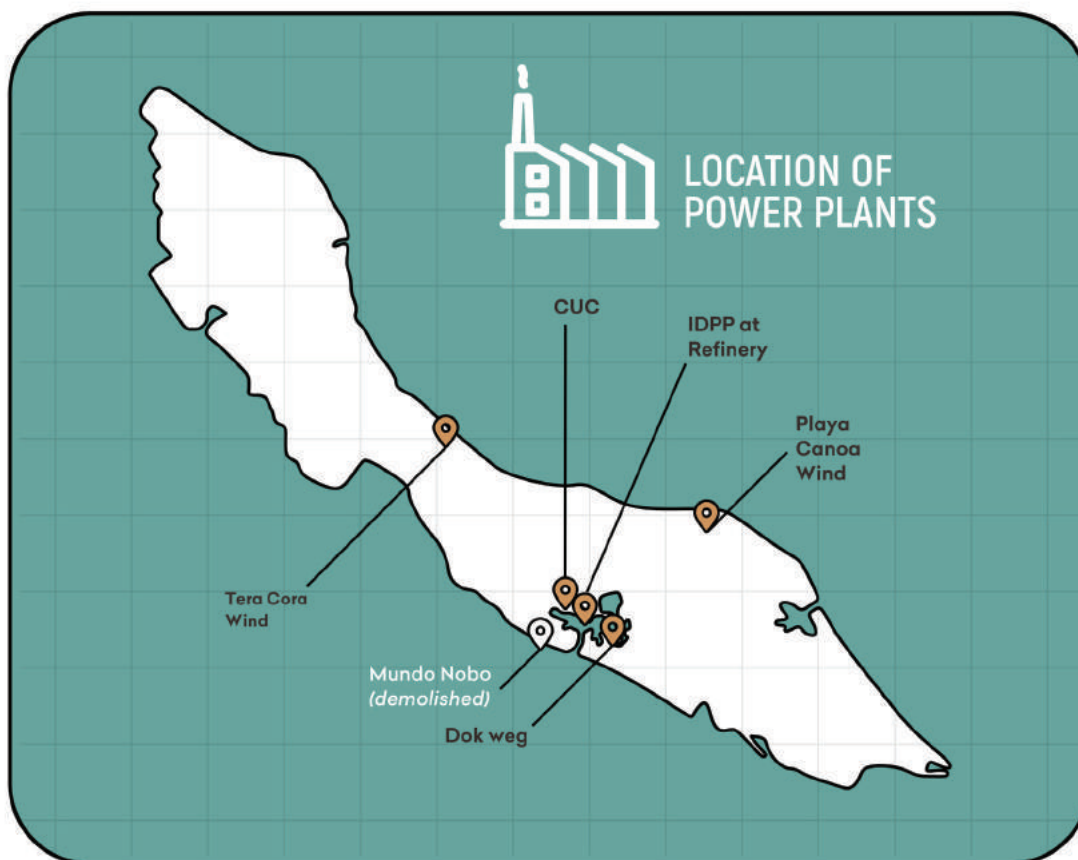 LOCATION OF
POWER PLANTS
CUC
IDPP at
Refinery
Playa
Canoa
Wind
Tera Cora
Wind
Mundo Nobo
(demolished)
Dok weg